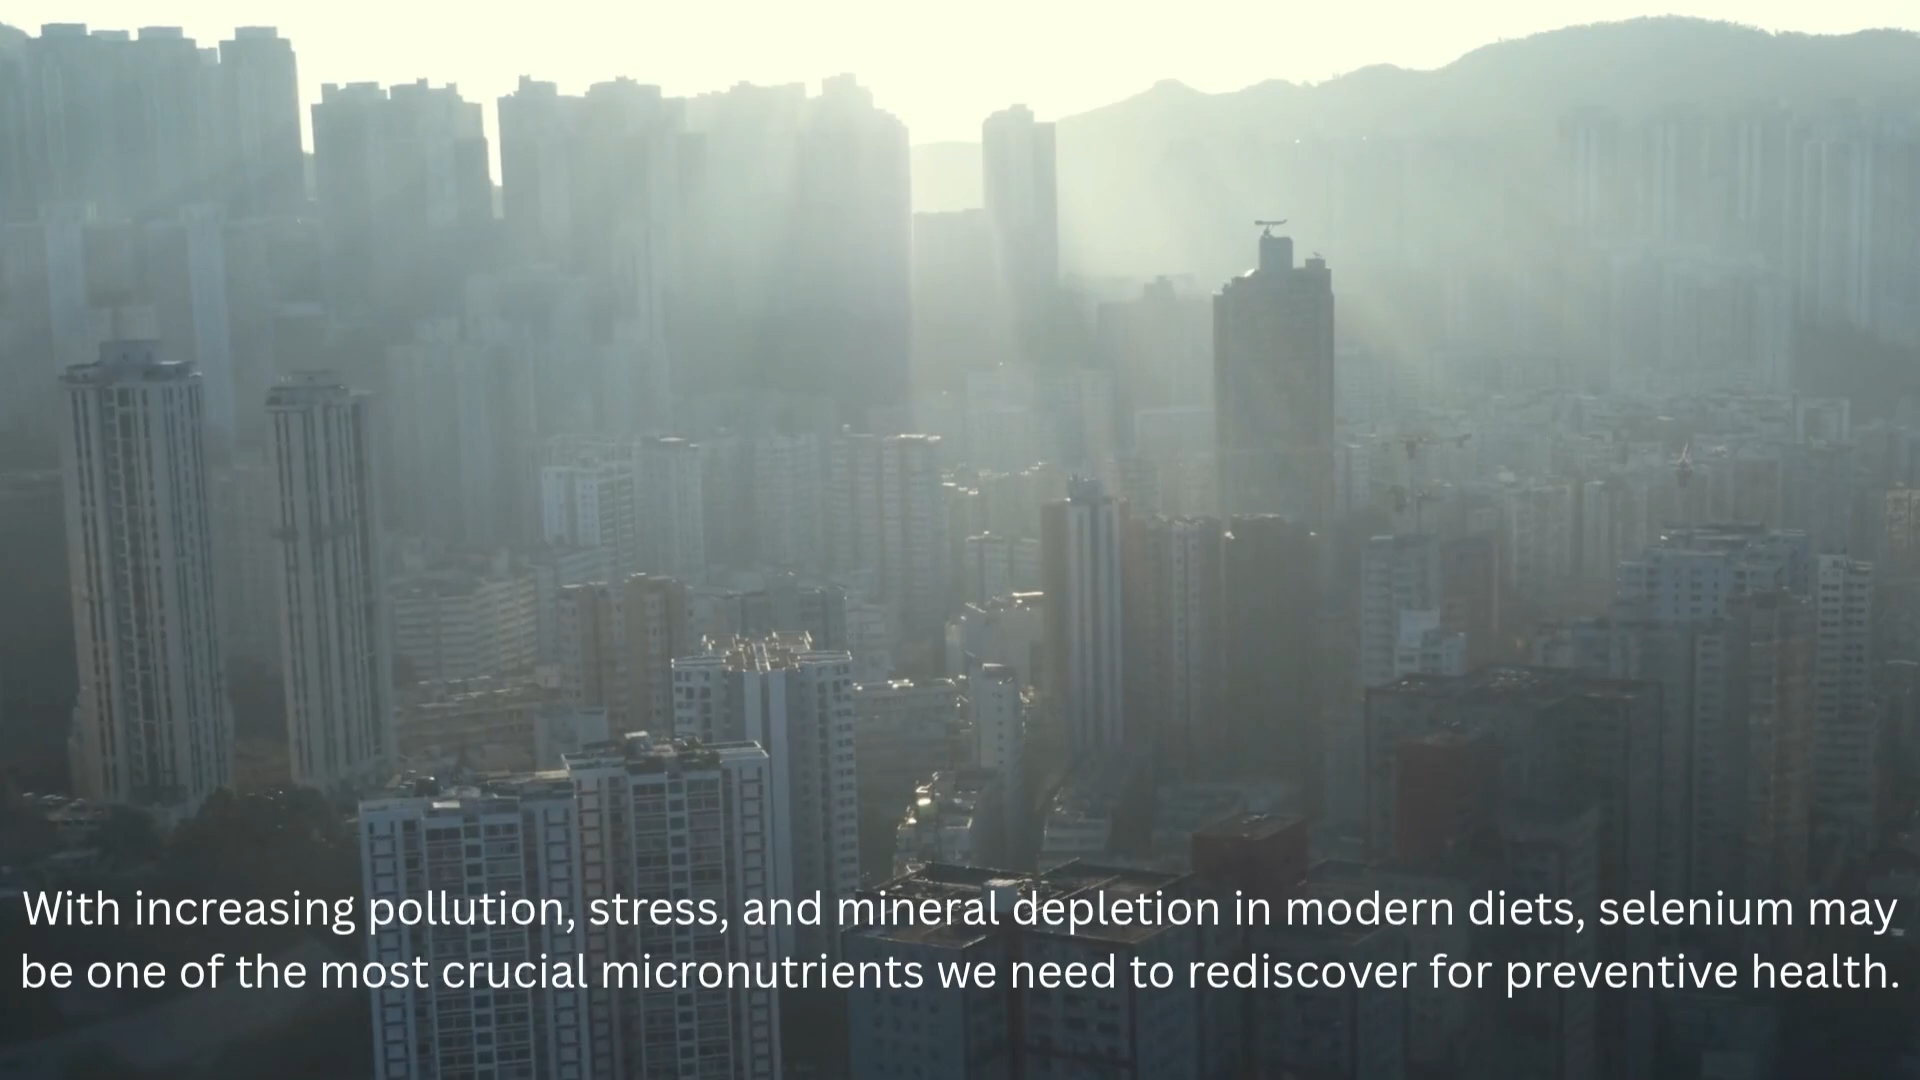 With increasing pollution, stress, and mineral depletion in modern diets, selenium may
be one of the most crucial micronutrients we need to rediscover for preventive health.